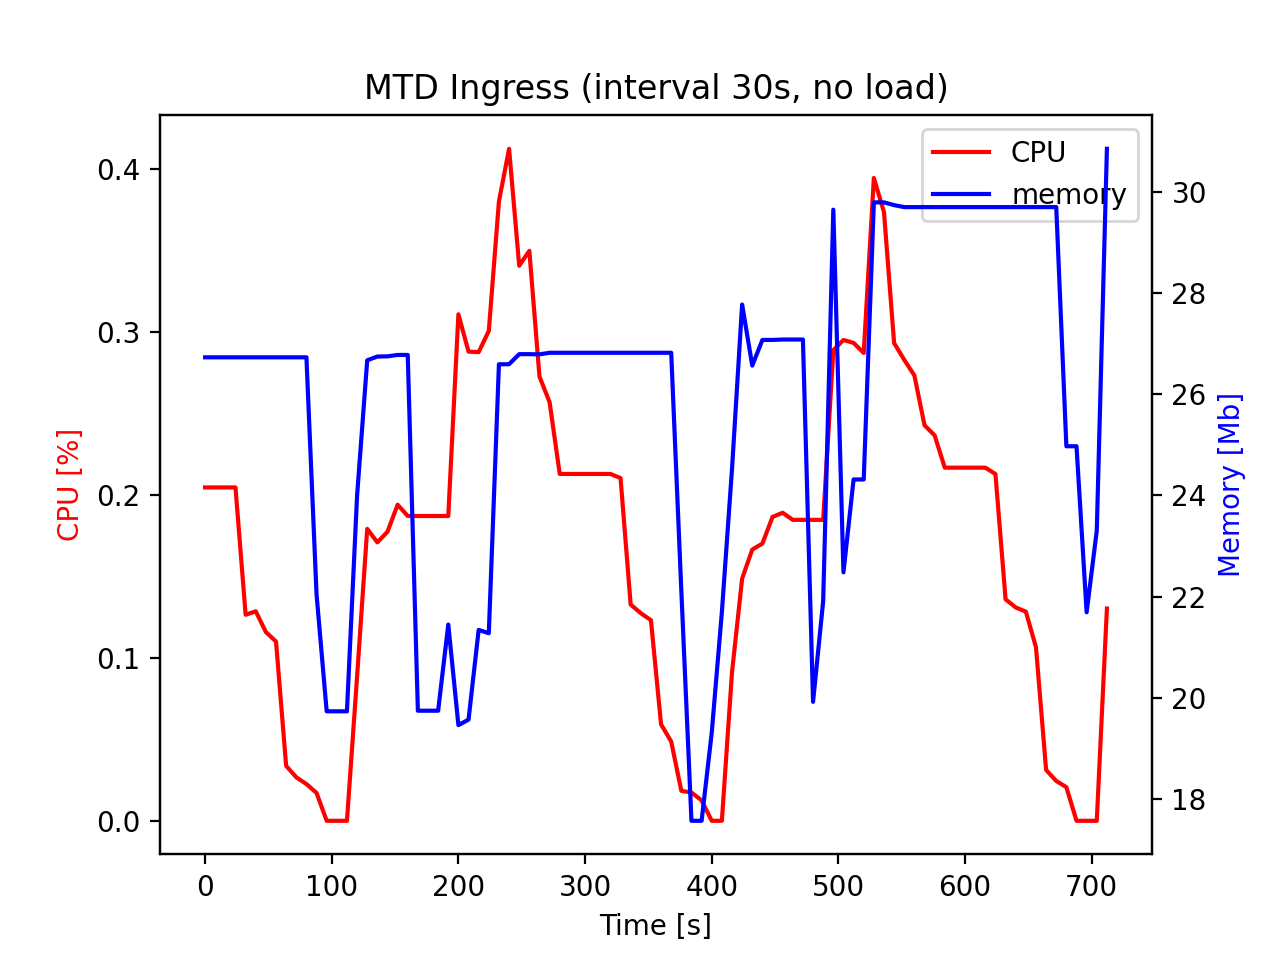 MTD Ingress (interval 30s, no load)
CPU
memory
0.4
0.3
0.2
0.1
0.0
CPU [%]
30
28
26
24
22
20
18
Memory [Mb]
0 100 200 300 400 500 600 700
Time [s]